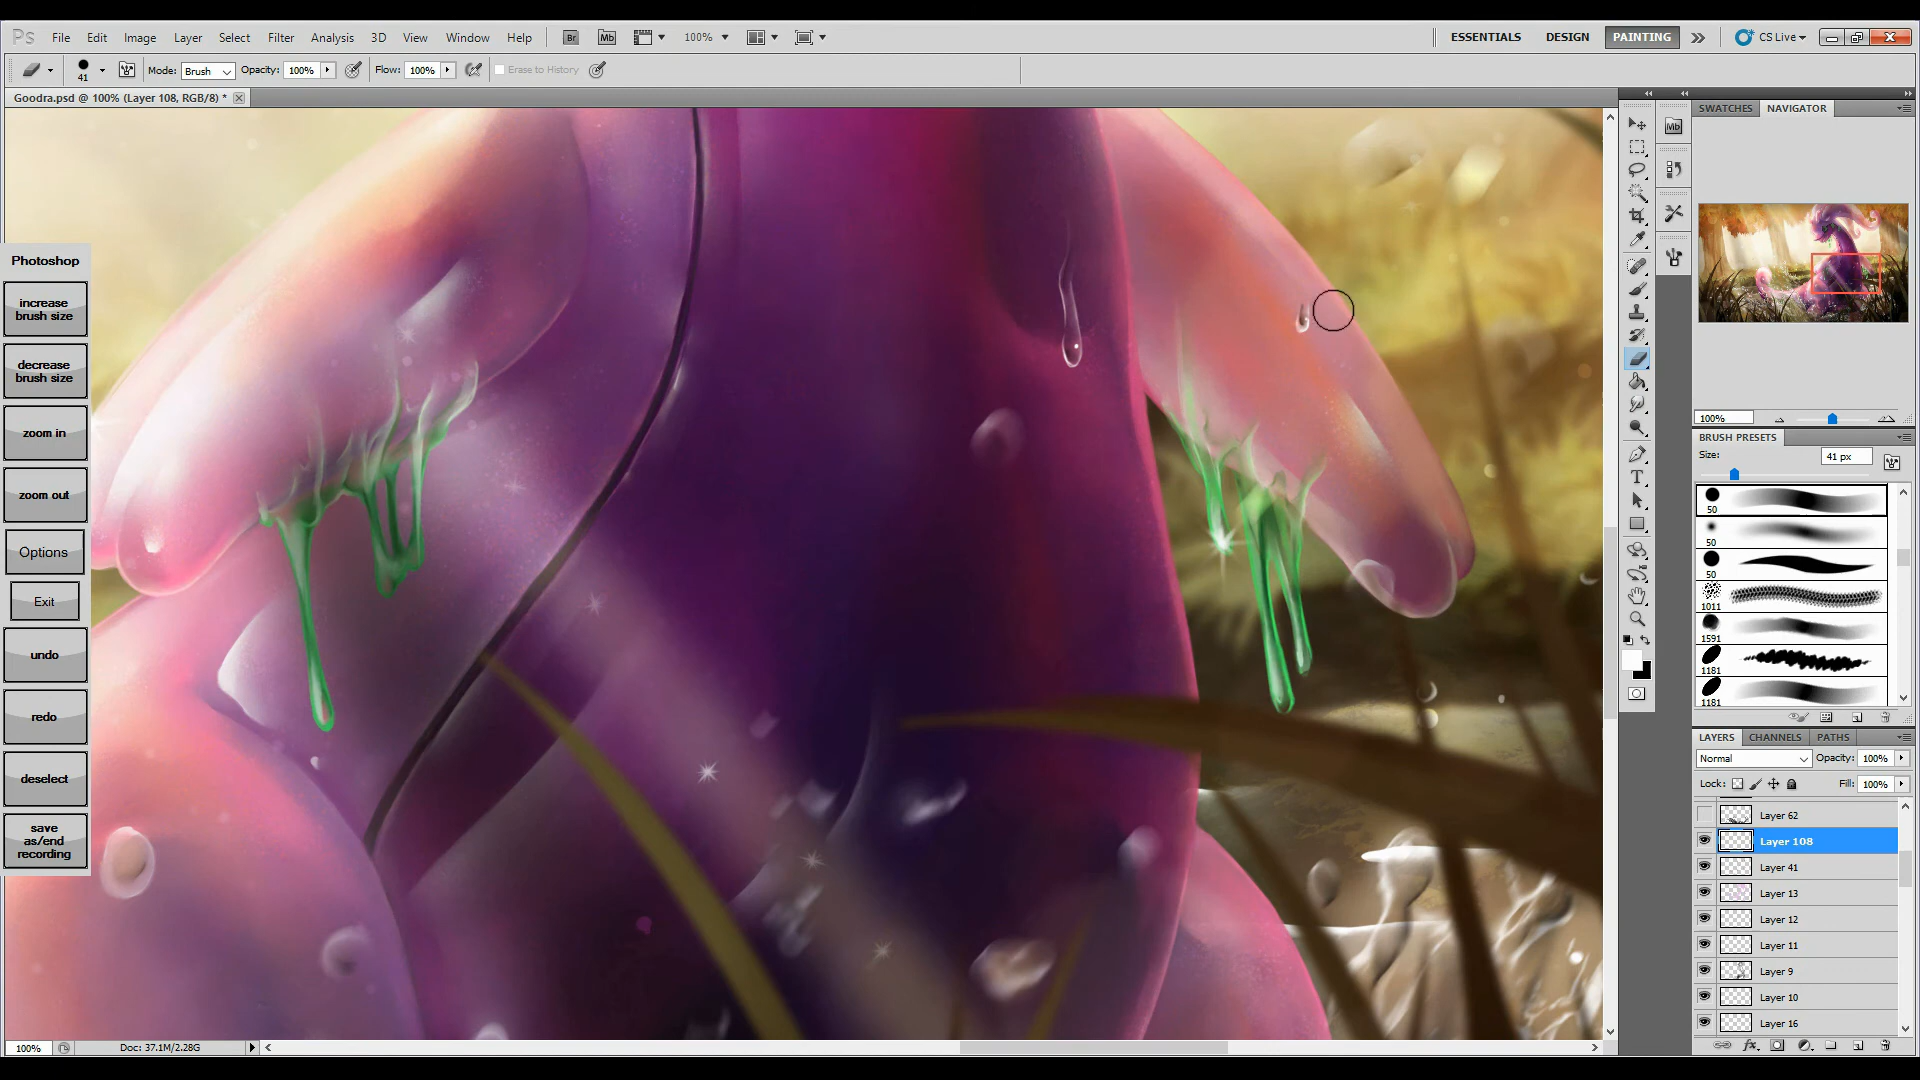 Ps File Edit Image Layer Select Filter Analysis 3D View Window Help Br Mb 100% ESSENTIALS DESIGN PAINTING CS Live
41 Mode: Brush Opacity: 100% Flow: 100% Erase to History
Goodra.psd @ 100% (Layer 108, RGB/8) *
Photoshop
increase
brush size
decrease
brush size
zoom in
zoom out
Options
Exit
undo
redo
deselect
save
as/end
recording
100% Doc: 37.1M/2.28G
Mb
T
SWATCHES NAVIGATOR
100%
BRUSH PRESETS
Size: 41 px
50
50
50
1011
1591
1181
1181
LAYERS CHANNELS PATHS
Normal Opacity: 100%
Lock: Fill: 100%
Layer 62
Layer 108
Layer 41
Layer 13
Layer 12
Layer 11
Layer 9
Layer 10
Layer 16
fx